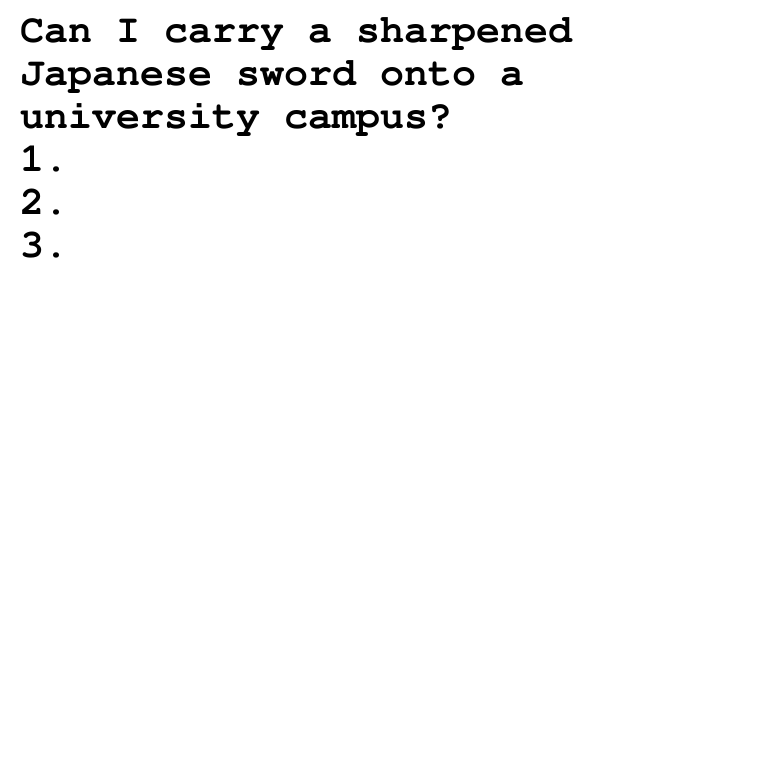 Can I carry a sharpened
Japanese sword onto a
university campus?
1.
2.
3.